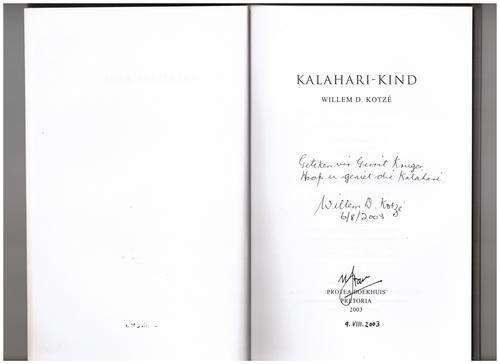 KALAHARI-KIND
WILLEM D. KOTZÉ
Geteken vir Gerrit Kruger
Hoop u geniet die Kalahari
Willem D. Kotzé
6/8/2003
PROTEA BOEKHUIS
PRETORIA
2003
9. VIII. 2003